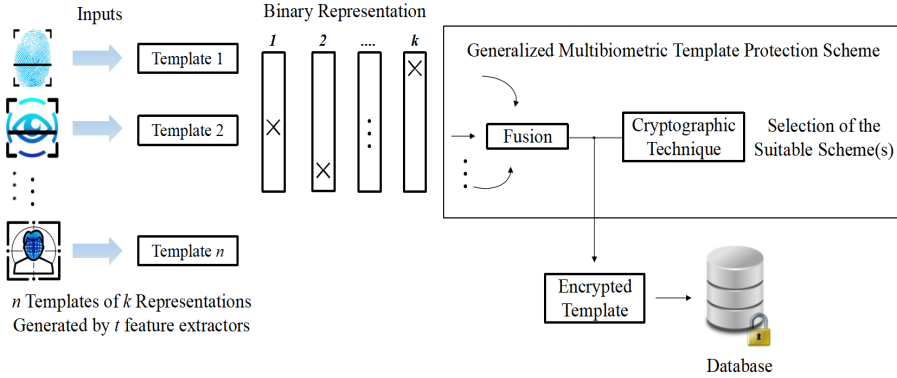 Inputs
Template 1
Template 2
Template n
n Templates of k Representations
Generated by t feature extractors
Binary Representation
1 2 .... k
Generalized Multibiometric Template Protection Scheme
Fusion
Cryptographic
Technique
Selection of the
Suitable Scheme(s)
Encrypted
Template
Database